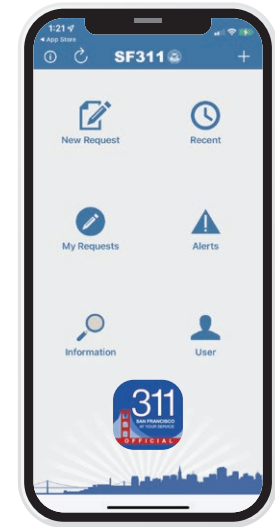 1:21
App Store
SF311
New Request
Recent
My Requests
Alerts
Information
User
311
SAN FRANCISCO
AT YOUR SERVICE
OFFICIAL